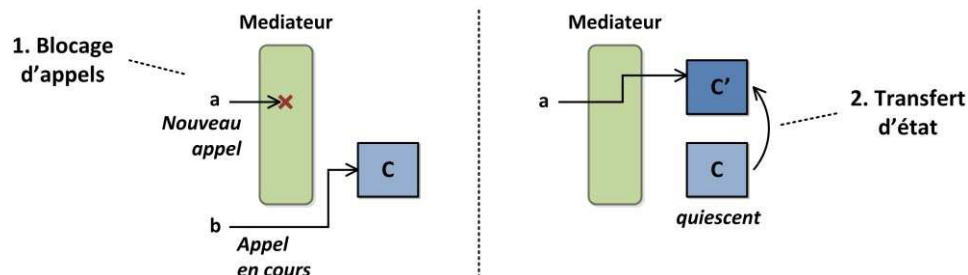 Mediateur
1. Blocage
d'appels
a
Nouveau
appel
C
b
Appel
en cours
Mediateur
a
C'
2. Transfert
d'état
C
quiescent